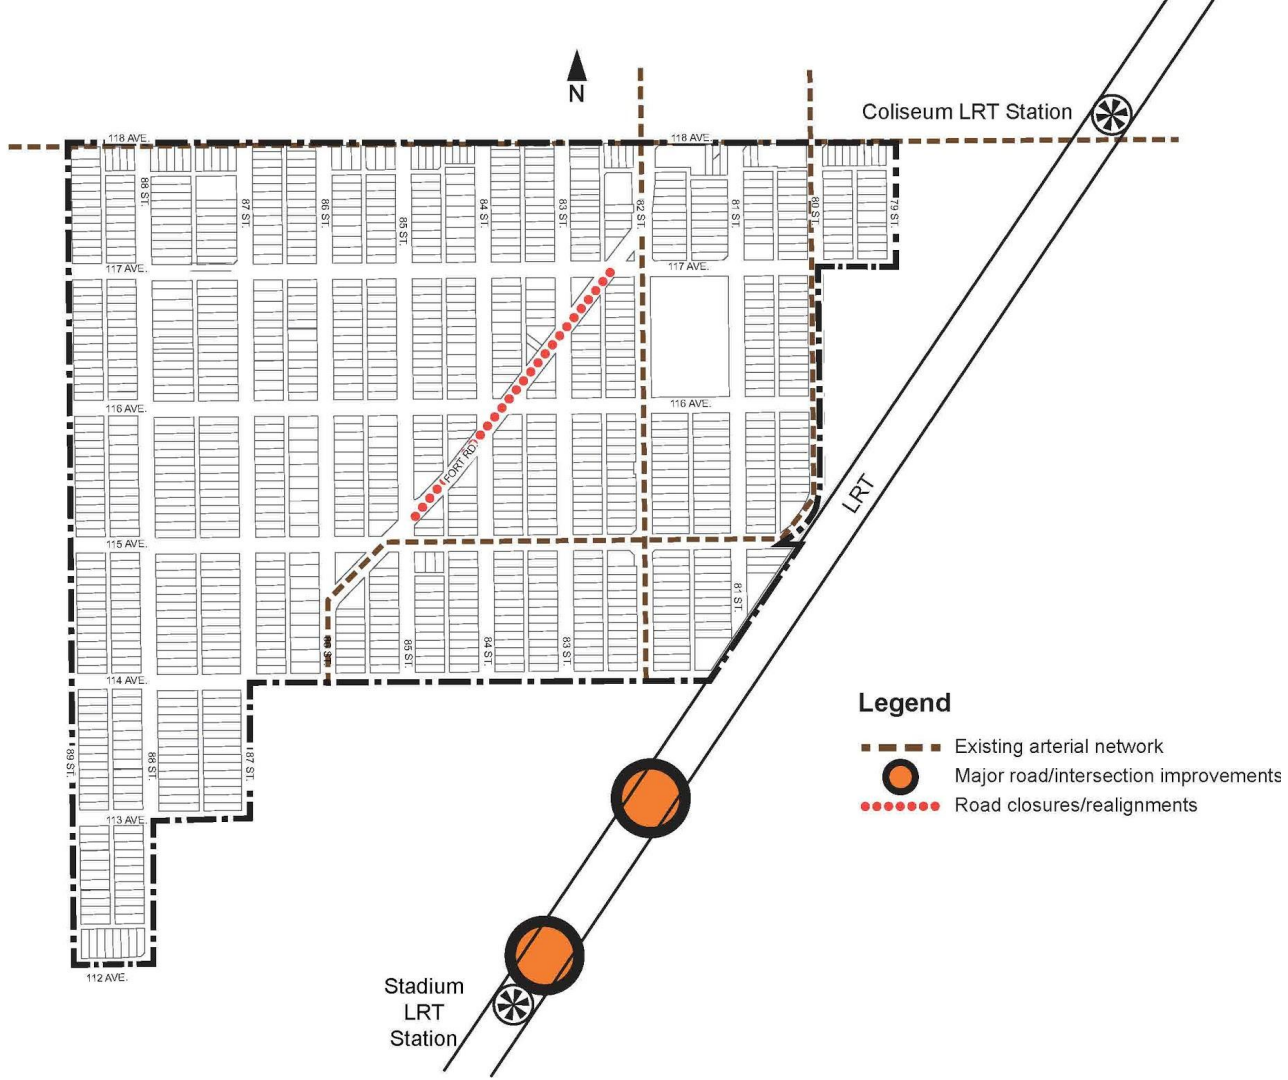 N
Coliseum LRT Station
118 AVE.
118 AVE.
88 ST.
87 ST.
86 ST.
85 ST.
84 ST.
83 ST.
82 ST.
81 ST.
80 ST.
79 ST.
117 AVE.
117 AVE.
116 AVE.
116 AVE.
FORT RD.
LRT
115 AVE.
81 ST.
86 ST.
85 ST.
84 ST.
83 ST.
114 AVE.
89 ST.
88 ST.
87 ST.
Legend
Existing arterial network
Major road/intersection improvements
Road closures/realignments
113 AVE.
112 AVE.
Stadium
LRT
Station